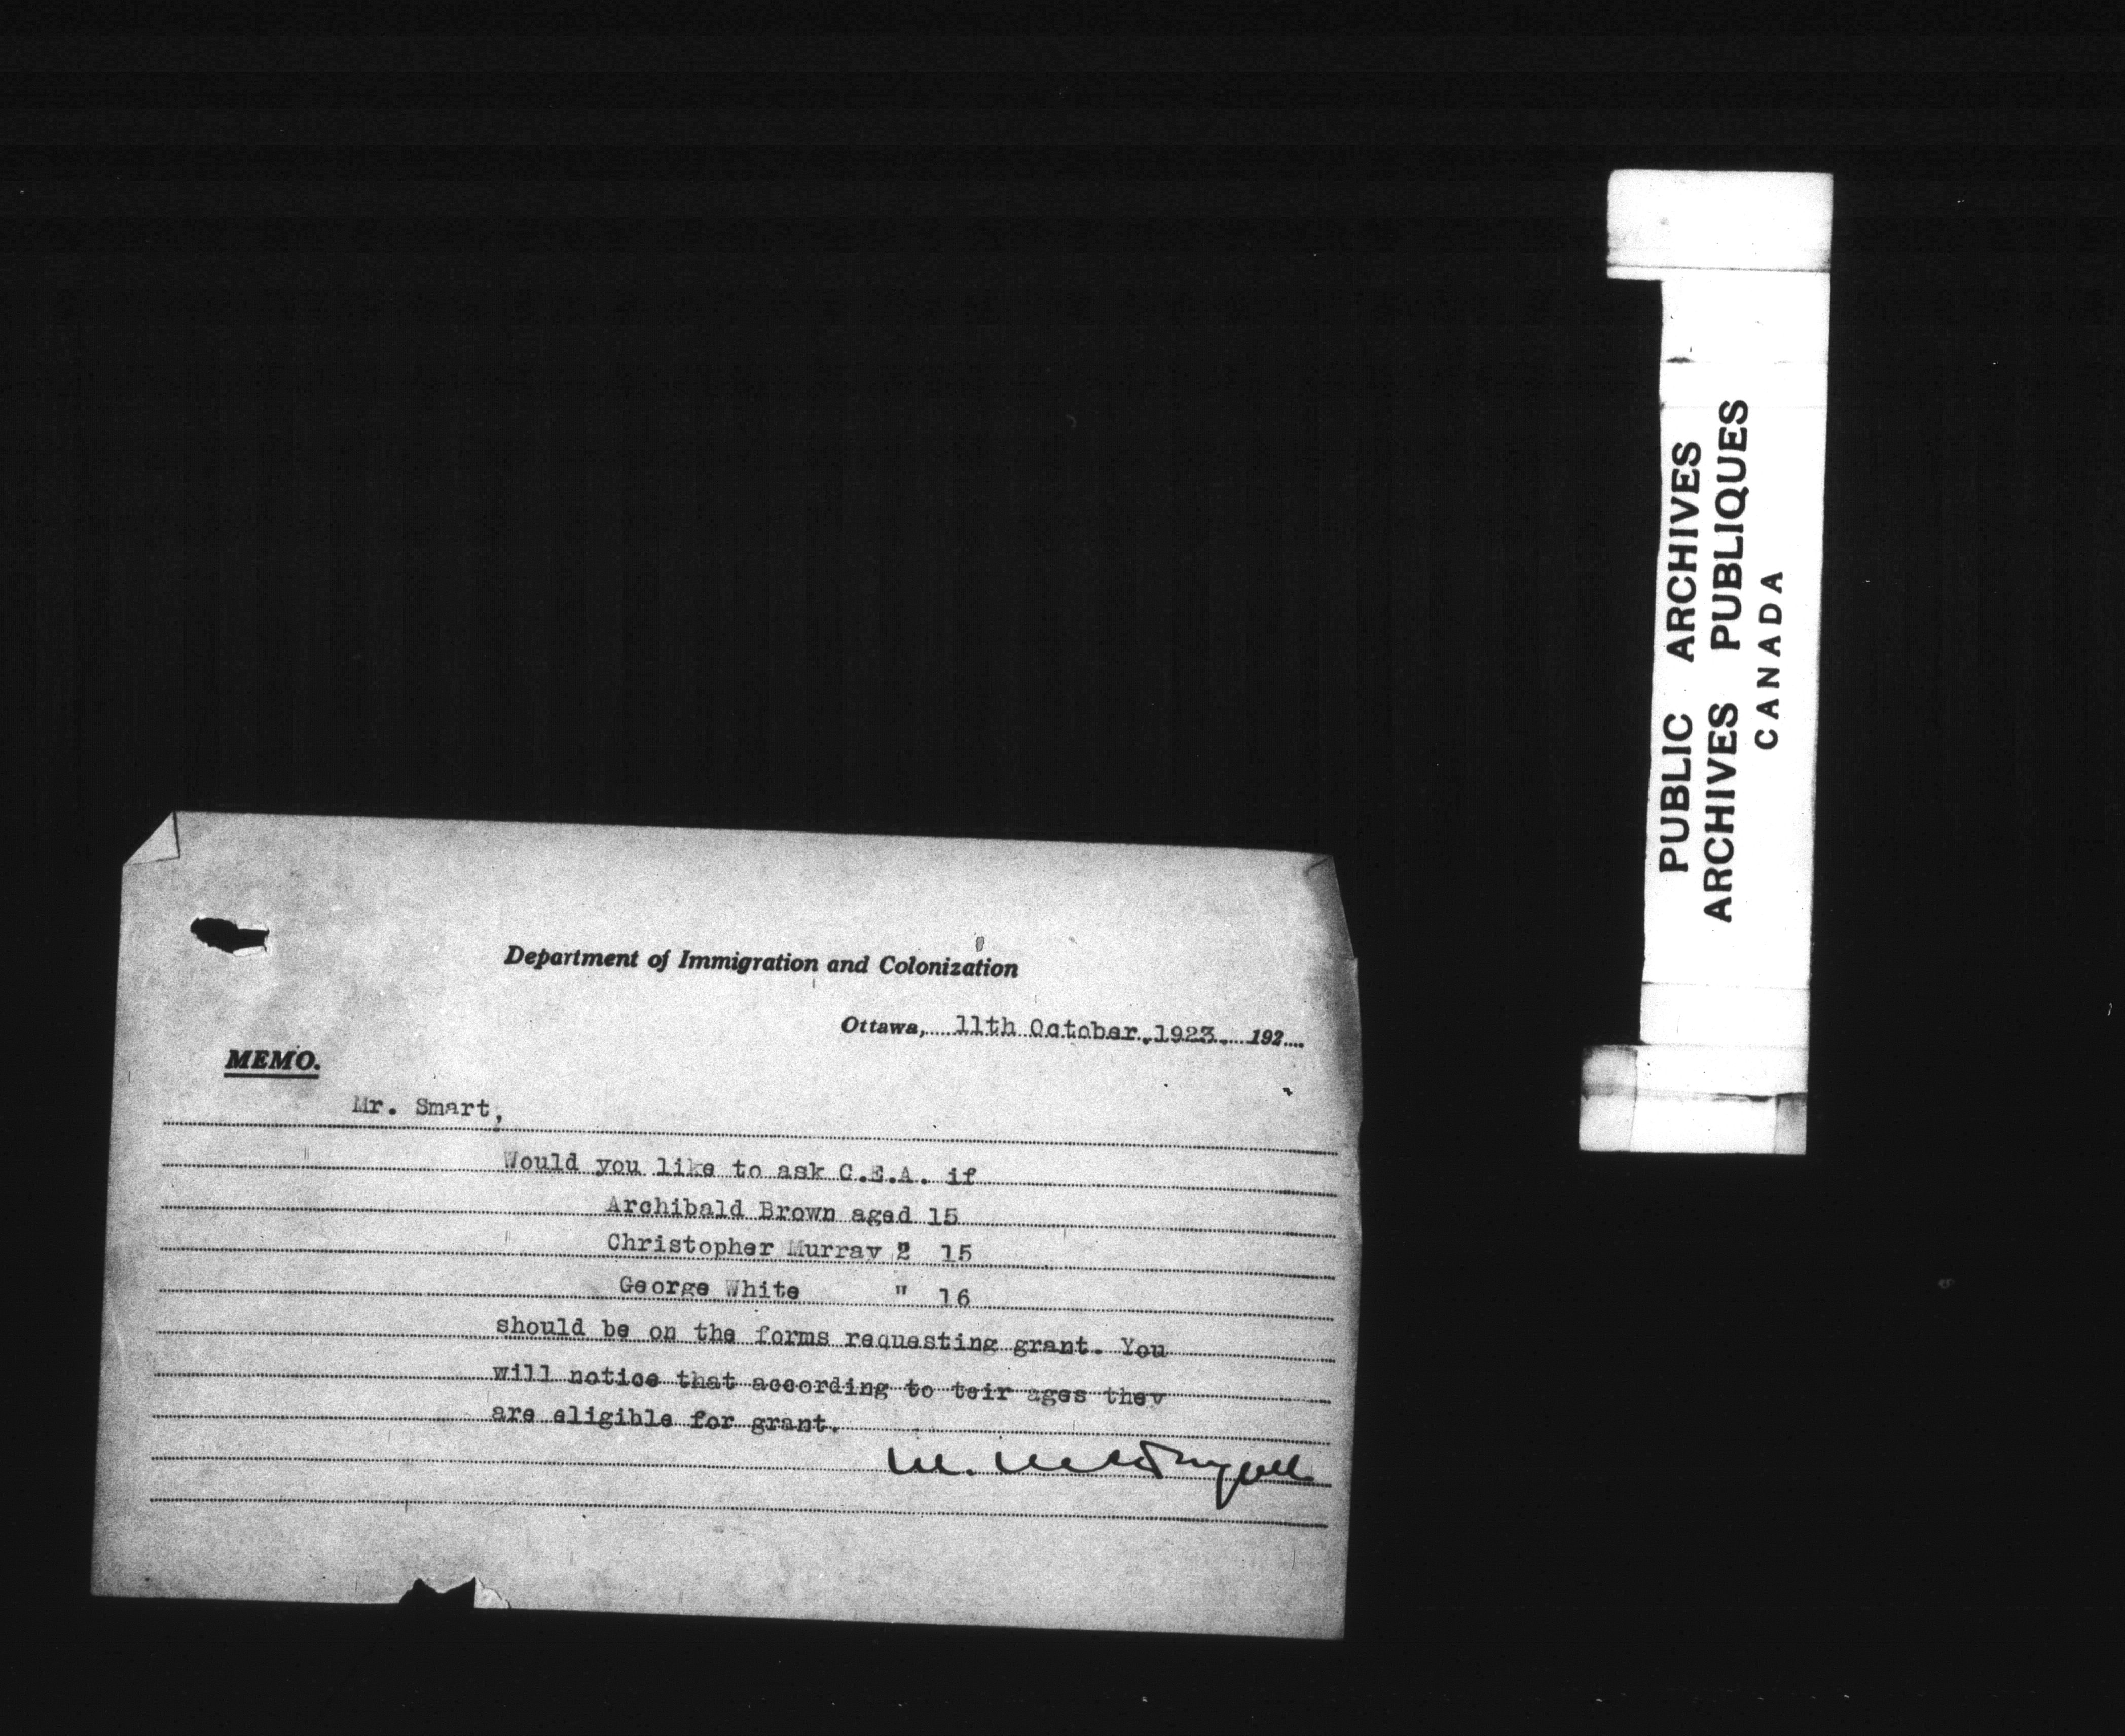 Department of Immigration and Colonization
Ottawa, 11th October, 1923. 192
MEMO.
Mr. Smart,
Would you like to ask C.E.A. if
Archibald Brown aged 15
Christopher Murray 2 15
George White " 16
should be on the forms requesting grant. You
will notice that according to teir ages they
are eligible for grant.
M.
PUBLIC ARCHIVES
ARCHIVES PUBLIQUES
CANADA